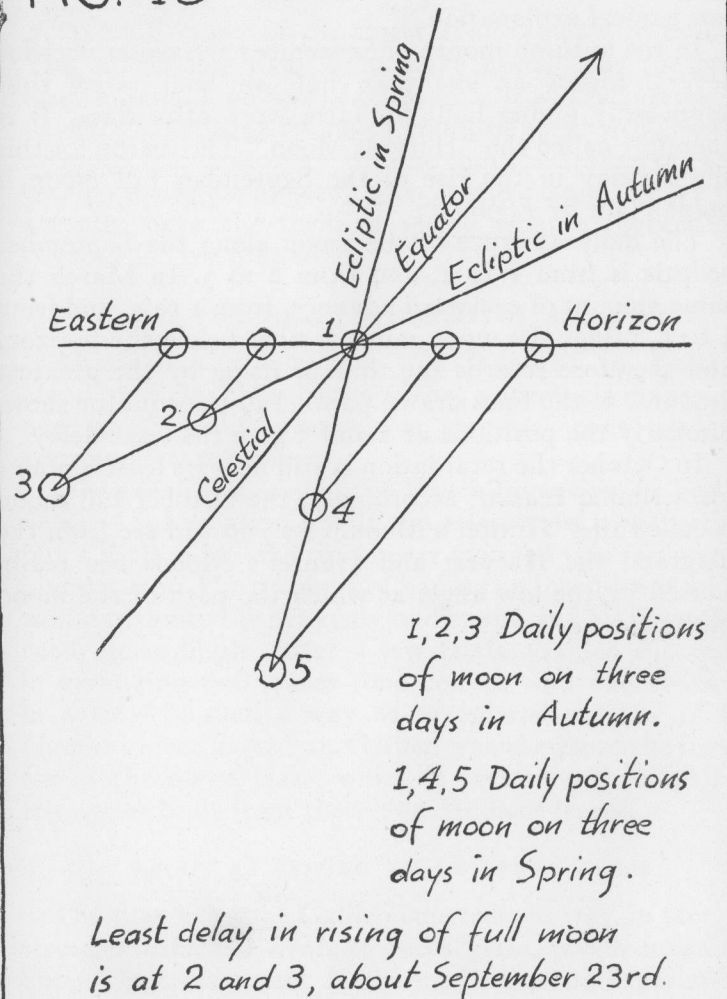 FIG. 
Ecliptic in Spring
Equator
Ecliptic in Autumn
Eastern
1
Horizon
2
3
Celestial
4
5
1,2,3 Daily positions
of moon on three
days in Autumn.
1,4,5 Daily positions
of moon on three
days in Spring.
Least delay in rising of full moon
is at 2 and 3, about September 23rd.